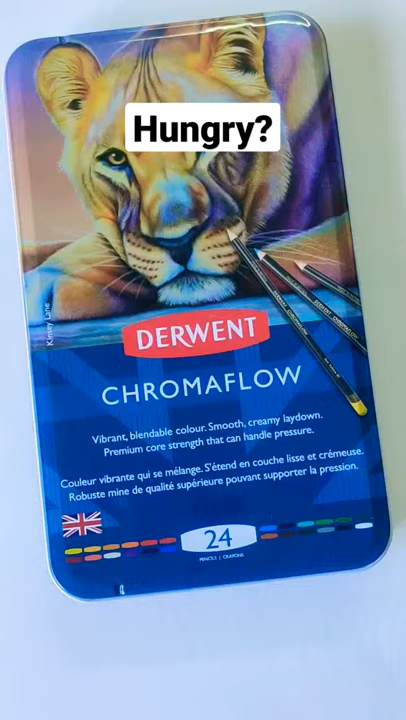 Hungry?
Kinsey Lane
DERWENT
CHROMAFLOW
Vibrant, blendable colour. Smooth, creamy laydown.
Premium core strength that can handle pressure.
Couleur vibrante qui se mélange. S'étend en couche lisse et crémeuse.
Robuste mine de qualité supérieure pouvant supporter la pression.
24
PENCILS | CRAYONS